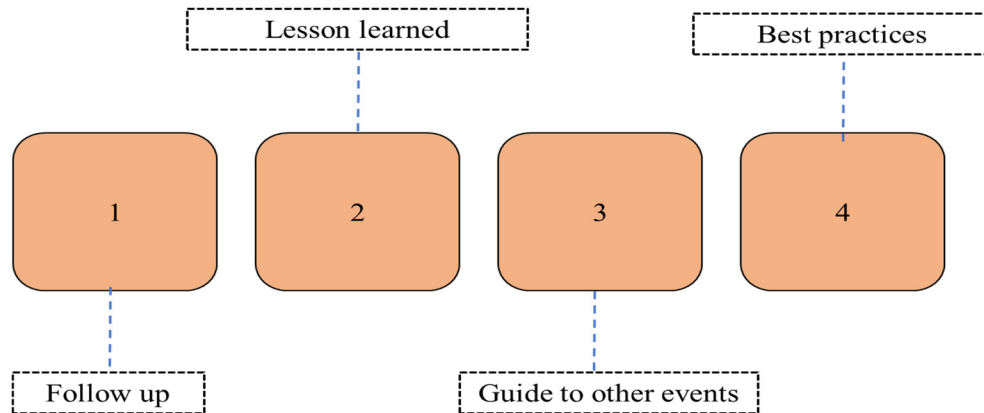 Lesson learned
Best practices
1
2
3
4
Follow up
Guide to other events